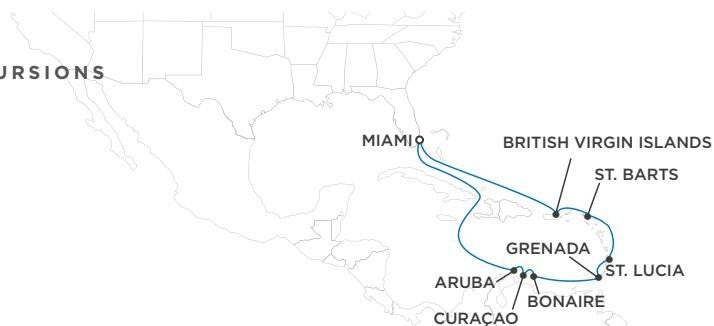 URSIONS
MIAMI
BRITISH VIRGIN ISLANDS
ST. BARTS
GRENADA
ST. LUCIA
ARUBA
BONAIRE
CURAÇAO